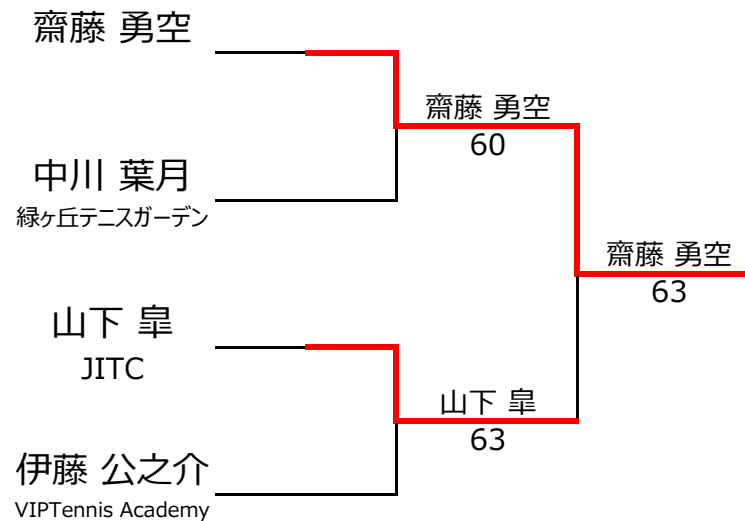 齋藤 勇空
齋藤 勇空
60
中川 葉月
緑ヶ丘テニスガーデン
齋藤 勇空
63
山下 皐
JITC
山下 皐
63
伊藤 公之介
VIPTennis Academy